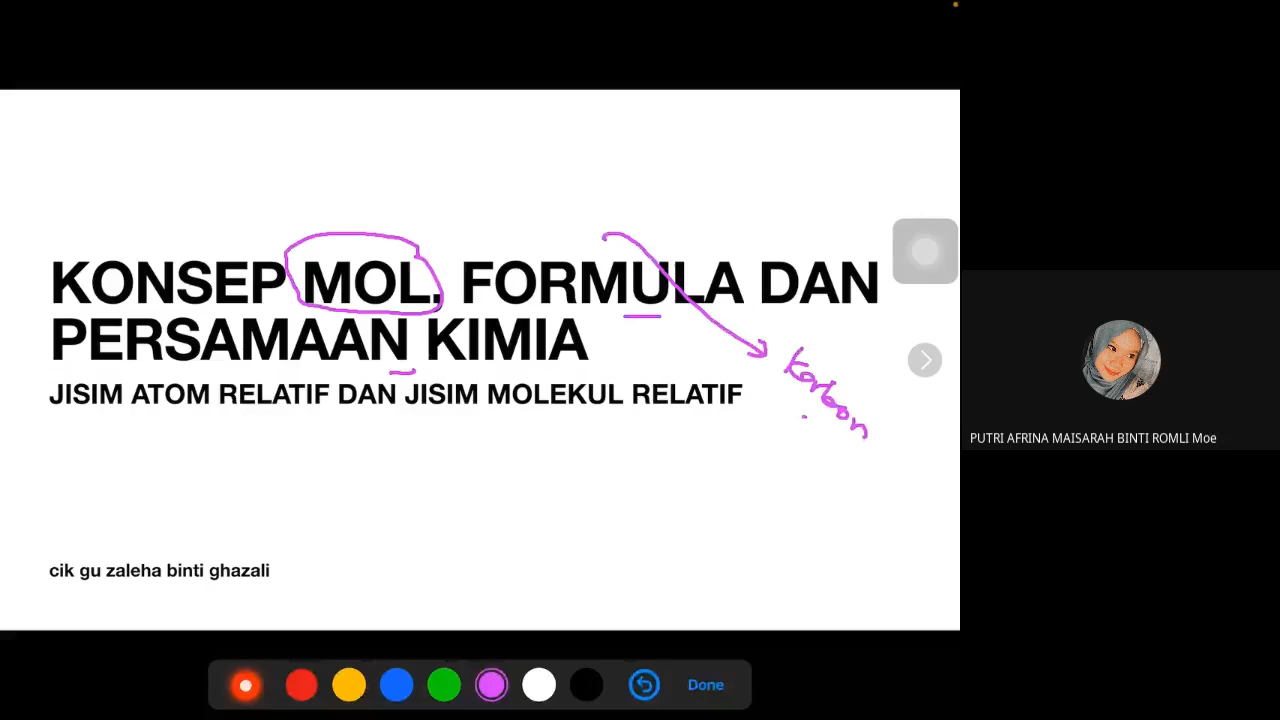 KONSEP MOL, FORMULA DAN
PERSAMAAN KIMIA
JISIM ATOM RELATIF DAN JISIM MOLEKUL RELATIF
Karbon
cik gu zaleha binti ghazali
PUTRI AFRINA MAISARAH BINTI ROMLI Moe
Done